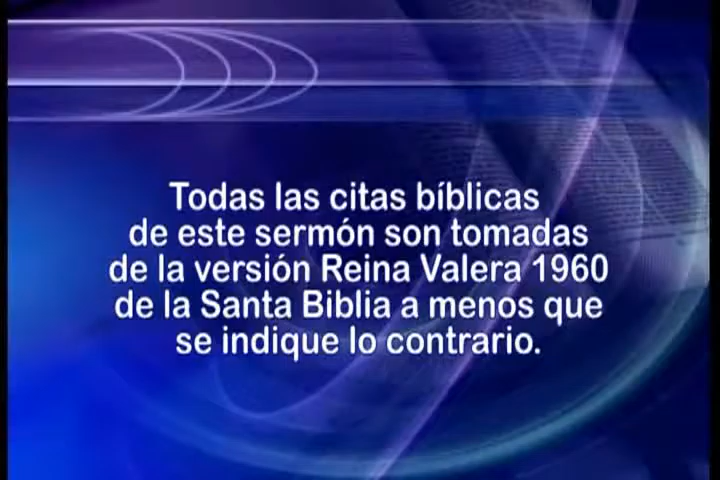 Todas las citas bíblicas
de este sermón son tomadas
de la versión Reina Valera 1960
de la Santa Biblia a menos que
se indique lo contrario.